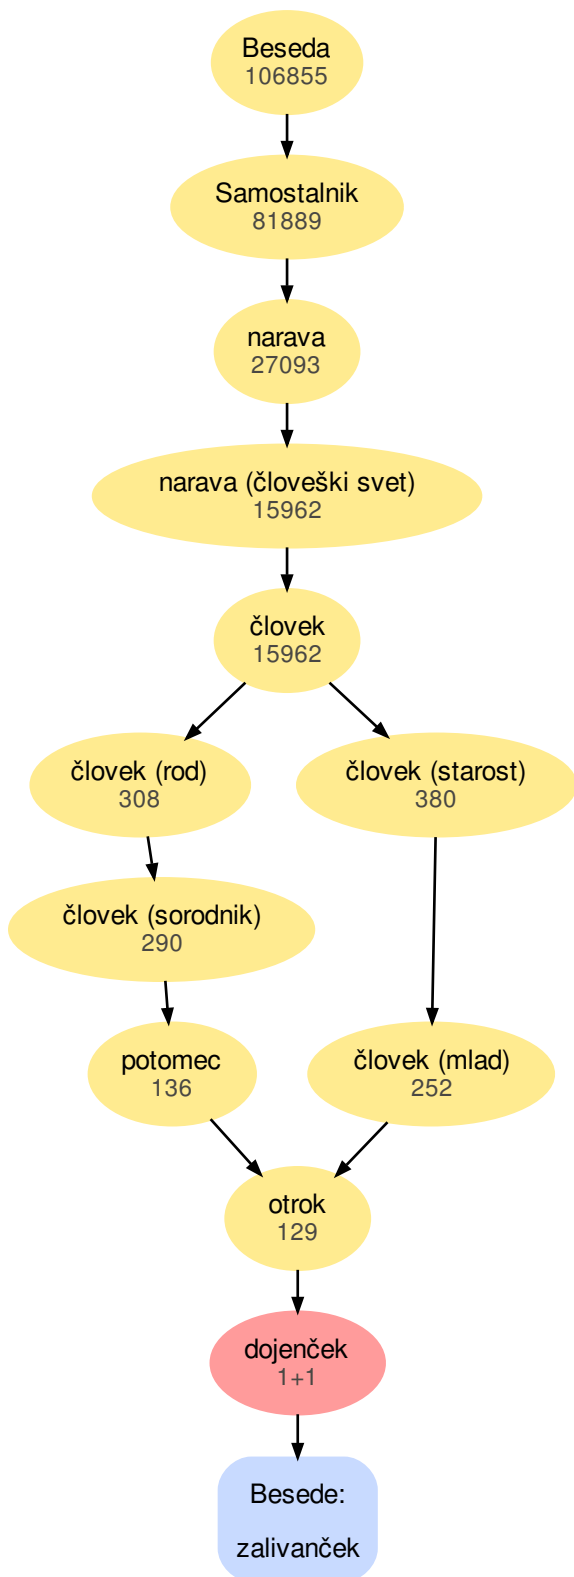 Beseda
106855
Samostalnik
81889
narava
27093
narava (človeški svet)
15962
človek
15962
človek (rod)
308
človek (starost)
380
človek (sorodnik)
290
potomec
136
človek (mlad)
252
otrok
129
dojenček
1+1
Besede:
zalivanček